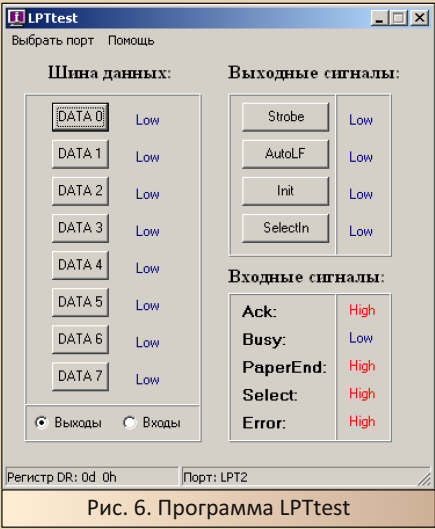 LPTtest
Выбрать порт Помощь
Шина данных:
DATA 0 Low
DATA 1 Low
DATA 2 Low
DATA 3 Low
DATA 4 Low
DATA 5 Low
DATA 6 Low
DATA 7 Low
Выходы Входы
Выходные сигналы:
Strobe Low
AutoLF Low
Init Low
SelectIn Low
Входные сигналы:
Ack: High
Busy: Low
PaperEnd: High
Select: High
Error: High
Регистр DR: 0d 0h Порт: LPT2
Рис. 6. Программа LPTtest